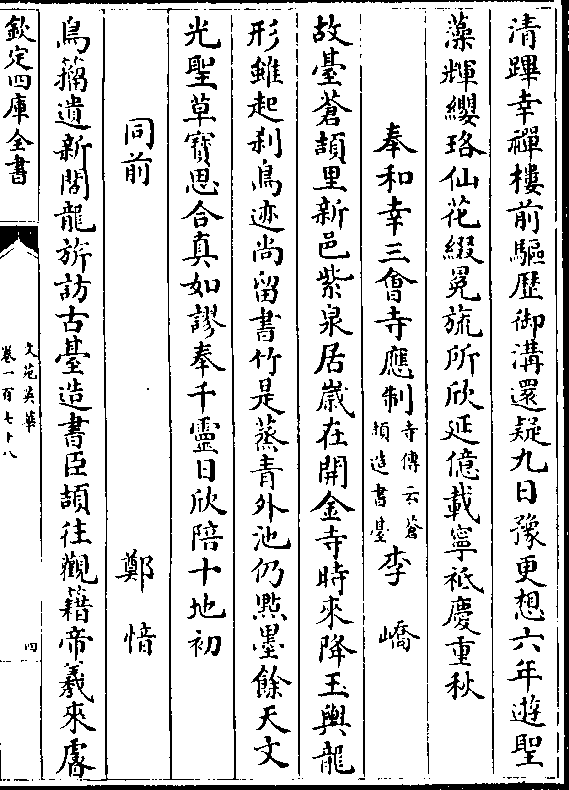 清蹕幸禪樓前驅歴御溝還疑九日豫更想六年遊聖
藻輝纓珞仙花綴冕旒所欣延億載寧袛慶重秋
奉和幸三會寺應制寺傳云蒼頡造書臺李嶠
故臺蒼頡里新邑紫泉居歳在開金寺時來降玉輿龍
形雖起刹鳥迹尚留書竹是蒸青外池仍㸃墨餘天文
光聖草寶思合真如謬奉千靈日欣陪十地初
同前 鄭愔
鳥籀遺新閣龍旂訪古臺造書臣頡往觀籍帝羲來睿
欽定四庫全書
文苑英華
卷一百七十八
四